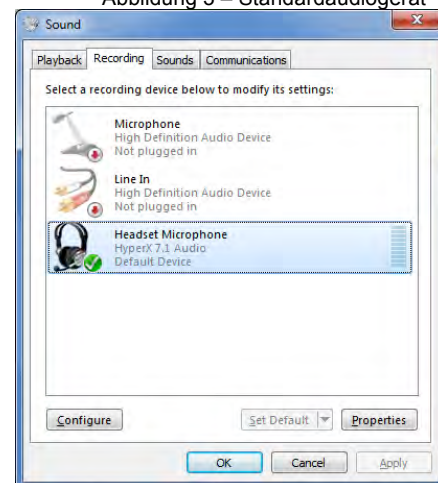 Abbildung 3 – Standardaudiogerät
Sound
Playback Recording Sounds Communications
Select a recording device below to modify its settings:
Microphone
High Definition Audio Device
Not plugged in
Line In
High Definition Audio Device
Not plugged in
Headset Microphone
HyperX 7.1 Audio
Default Device
Configure Set Default Properties
OK Cancel Apply